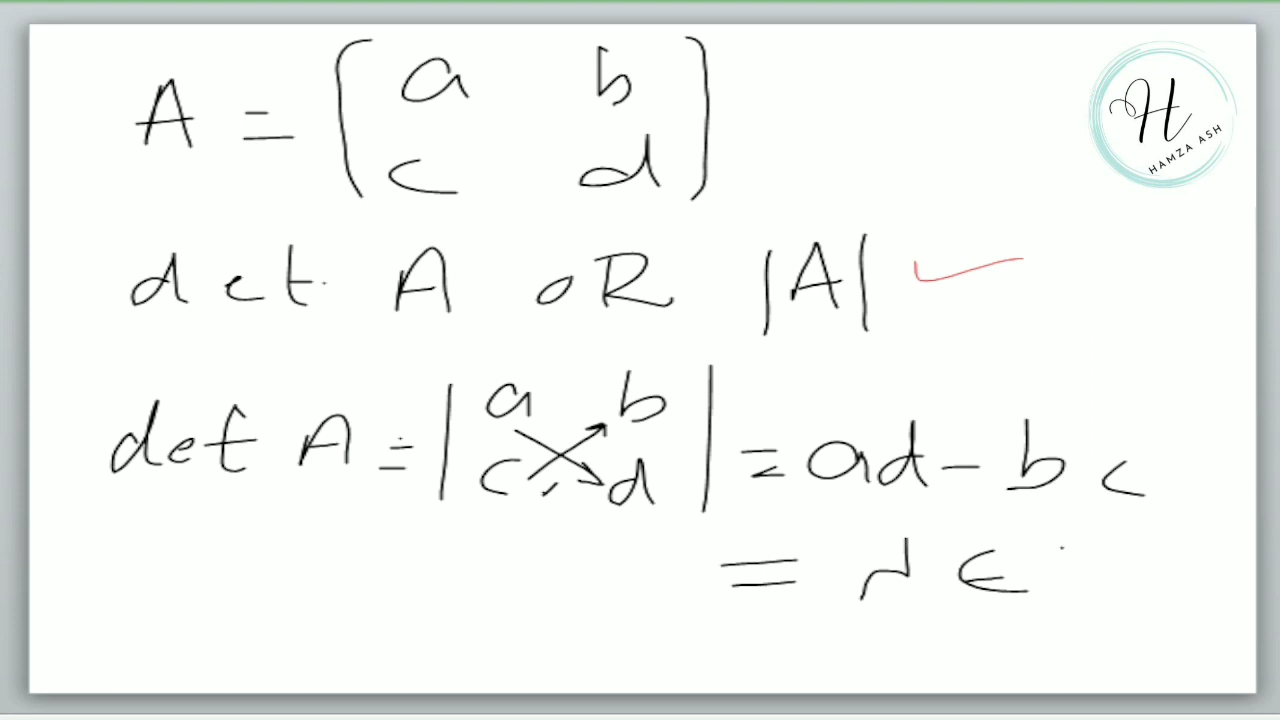 A = ( a b
c d )
det. A OR |A|
det A = | a b
c d | = ad - bc
=
H
HAMZA ASH